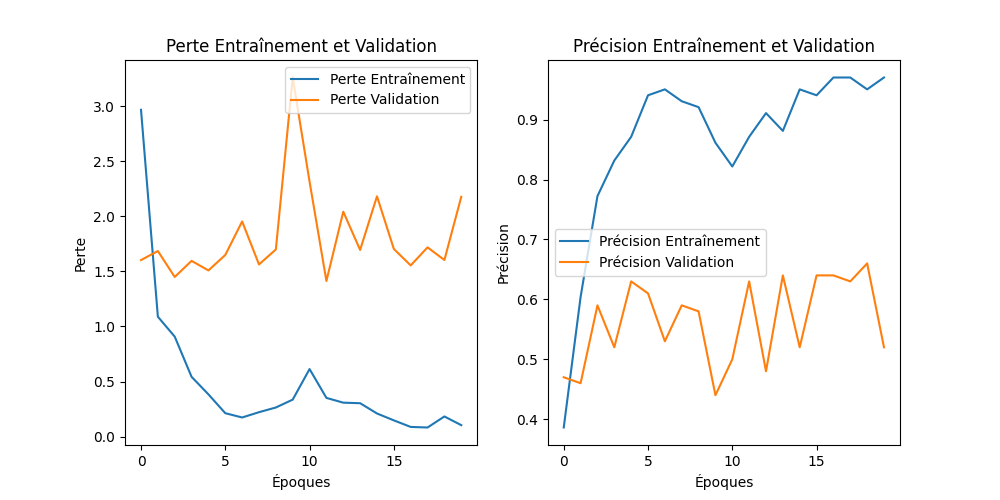 Perte Entraînement et Validation
Perte Entraînement
Perte Validation
Perte
3.0
2.5
2.0
1.5
1.0
0.5
0.0
0
5
10
15
Époques
Précision Entraînement et Validation
Précision Entraînement
Précision Validation
Précision
0.9
0.8
0.7
0.6
0.5
0.4
0
5
10
15
Époques